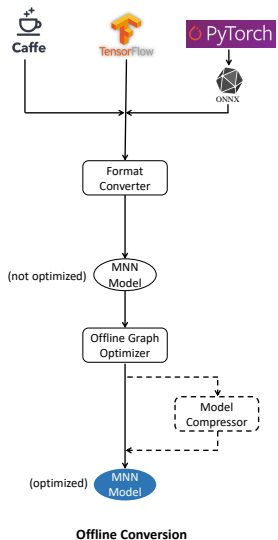 Caffe
TensorFlow
PyTorch
ONNX
Format
Converter
(not optimized)
MNN
Model
Offline Graph
Optimizer
Model
Compressor
(optimized)
MNN
Model
Offline Conversion